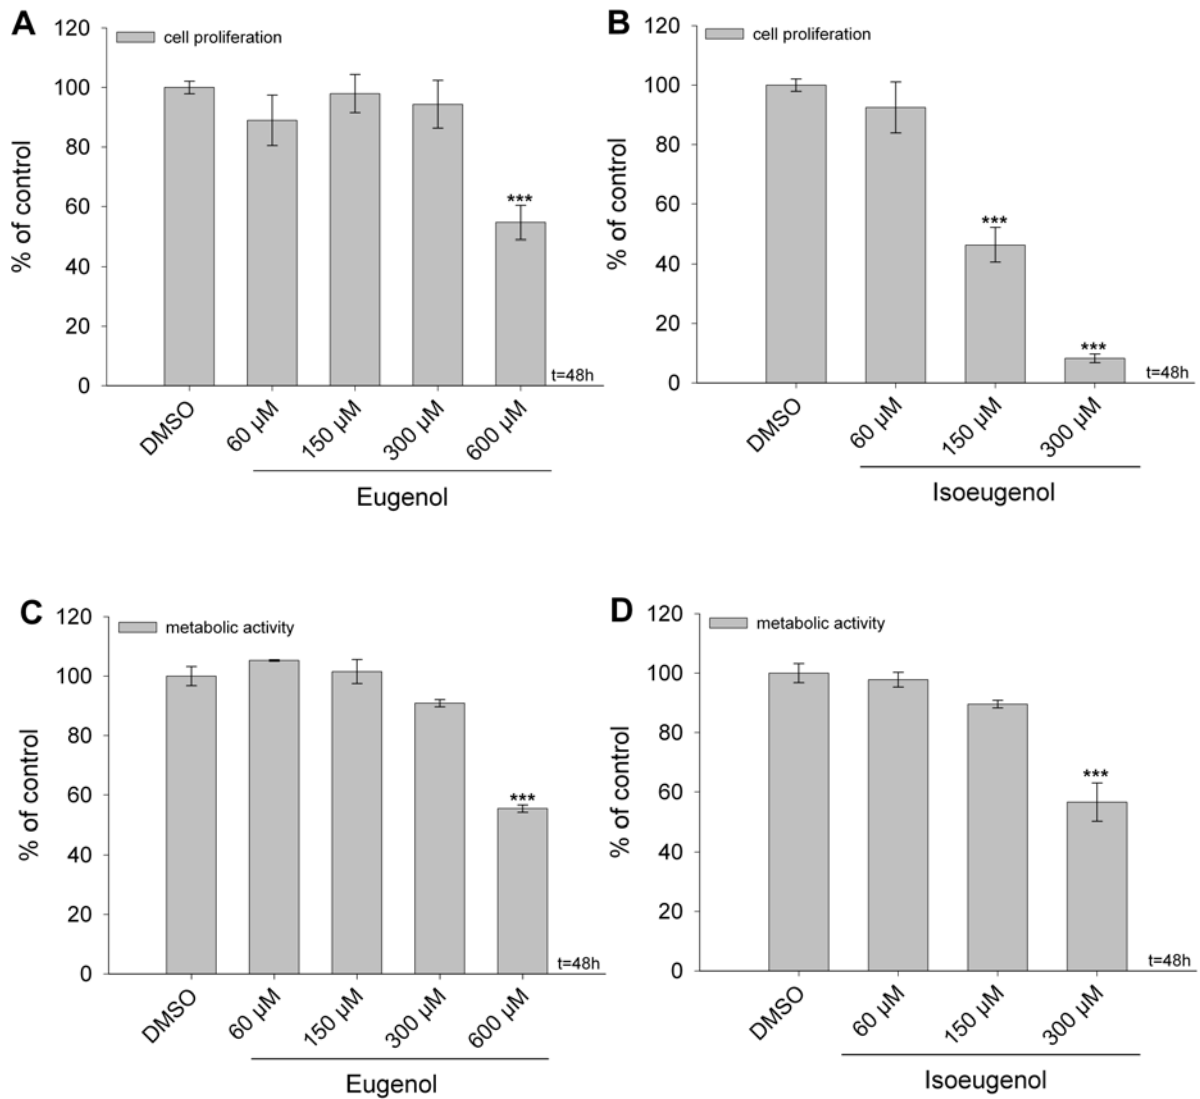 A
cell proliferation
% of control
120
100
80
60
40
20
0
***
t=48h
DMSO
60 µM
150 µM
300 µM
600 µM
Eugenol
B
cell proliferation
% of control
120
100
80
60
40
20
0
***
***
t=48h
DMSO
60 µM
150 µM
300 µM
Isoeugenol
C
metabolic activity
% of control
120
100
80
60
40
20
0
***
t=48h
DMSO
60 µM
150 µM
300 µM
600 µM
Eugenol
D
metabolic activity
% of control
120
100
80
60
40
20
0
***
t=48h
DMSO
60 µM
150 µM
300 µM
Isoeugenol